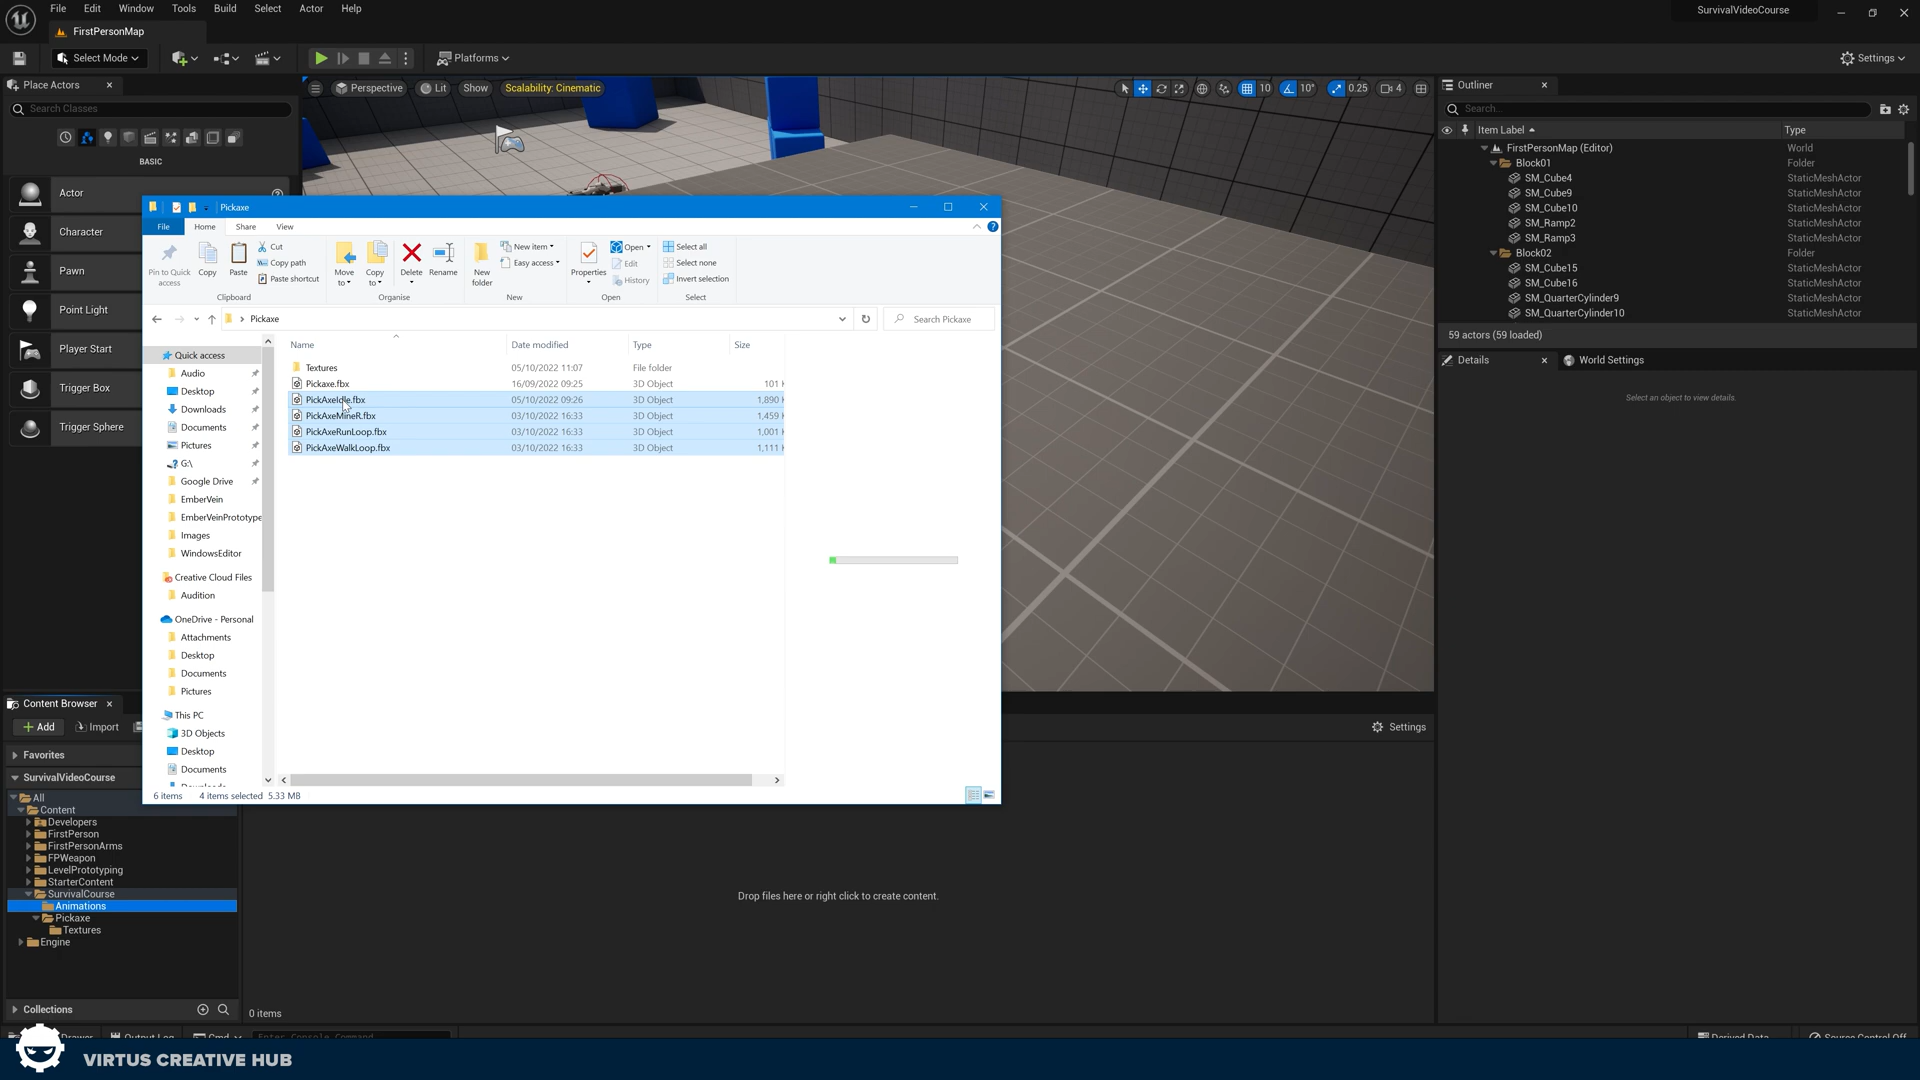 File Edit Window Tools Build Select Actor Help
SurvivalVideoCourse
FirstPersonMap
Select Mode
Platforms
Settings
Place Actors
Search Classes
BASIC
Actor
Character
Pawn
Point Light
Player Start
Trigger Box
Trigger Sphere
Perspective Lit Show Scalability: Cinematic
10 10° 0.25 4
Outliner
Search...
Item Label Type
FirstPersonMap (Editor) World
Block01 Folder
SM_Cube4 StaticMeshActor
SM_Cube9 StaticMeshActor
SM_Cube10 StaticMeshActor
SM_Ramp2 StaticMeshActor
SM_Ramp3 StaticMeshActor
Block02 Folder
SM_Cube15 StaticMeshActor
SM_Cube16 StaticMeshActor
SM_QuarterCylinder9 StaticMeshActor
SM_QuarterCylinder10 StaticMeshActor
59 actors (59 loaded)
Details World Settings
Select an object to view details.
Pickaxe
File Home Share View
Pin to Quick access
Copy
Paste
Cut
Copy path
Paste shortcut
Clipboard
Move to
Copy to
Delete
Rename
Organise
New folder
New item
Easy access
New
Properties
Open
Edit
History
Open
Select all
Select none
Invert selection
Select
Pickaxe
Search Pickaxe
Name Date modified Type Size
Textures 05/10/2022 11:07 File folder
Pickaxe.fbx 16/09/2022 09:25 3D Object 101
PickAxeIdle.fbx 05/10/2022 09:26 3D Object 1,890
PickAxeMineR.fbx 03/10/2022 16:33 3D Object 1,459
PickAxeRunLoop.fbx 03/10/2022 16:33 3D Object 1,001
PickAxeWalkLoop.fbx 03/10/2022 16:33 3D Object 1,111
Quick access
Audio
Desktop
Downloads
Documents
Pictures
G:\
Google Drive
EmberVein
EmberVeinPrototype
Images
WindowsEditor
Creative Cloud Files
Audition
OneDrive - Personal
Attachments
Desktop
Documents
Pictures
This PC
3D Objects
Desktop
Documents
6 items 4 items selected 5.33 MB
Content Browser
Add Import
Settings
Favorites
SurvivalVideoCourse
All
Content
Developers
FirstPerson
FirstPersonArms
FPWeapon
LevelPrototyping
StarterContent
SurvivalCourse
Animations
Pickaxe
Textures
Engine
Drop files here or right click to create content.
Collections
0 items
Output Log Cmd Enter Console Command
Derived Data Source Control Off
VIRTUS CREATIVE HUB